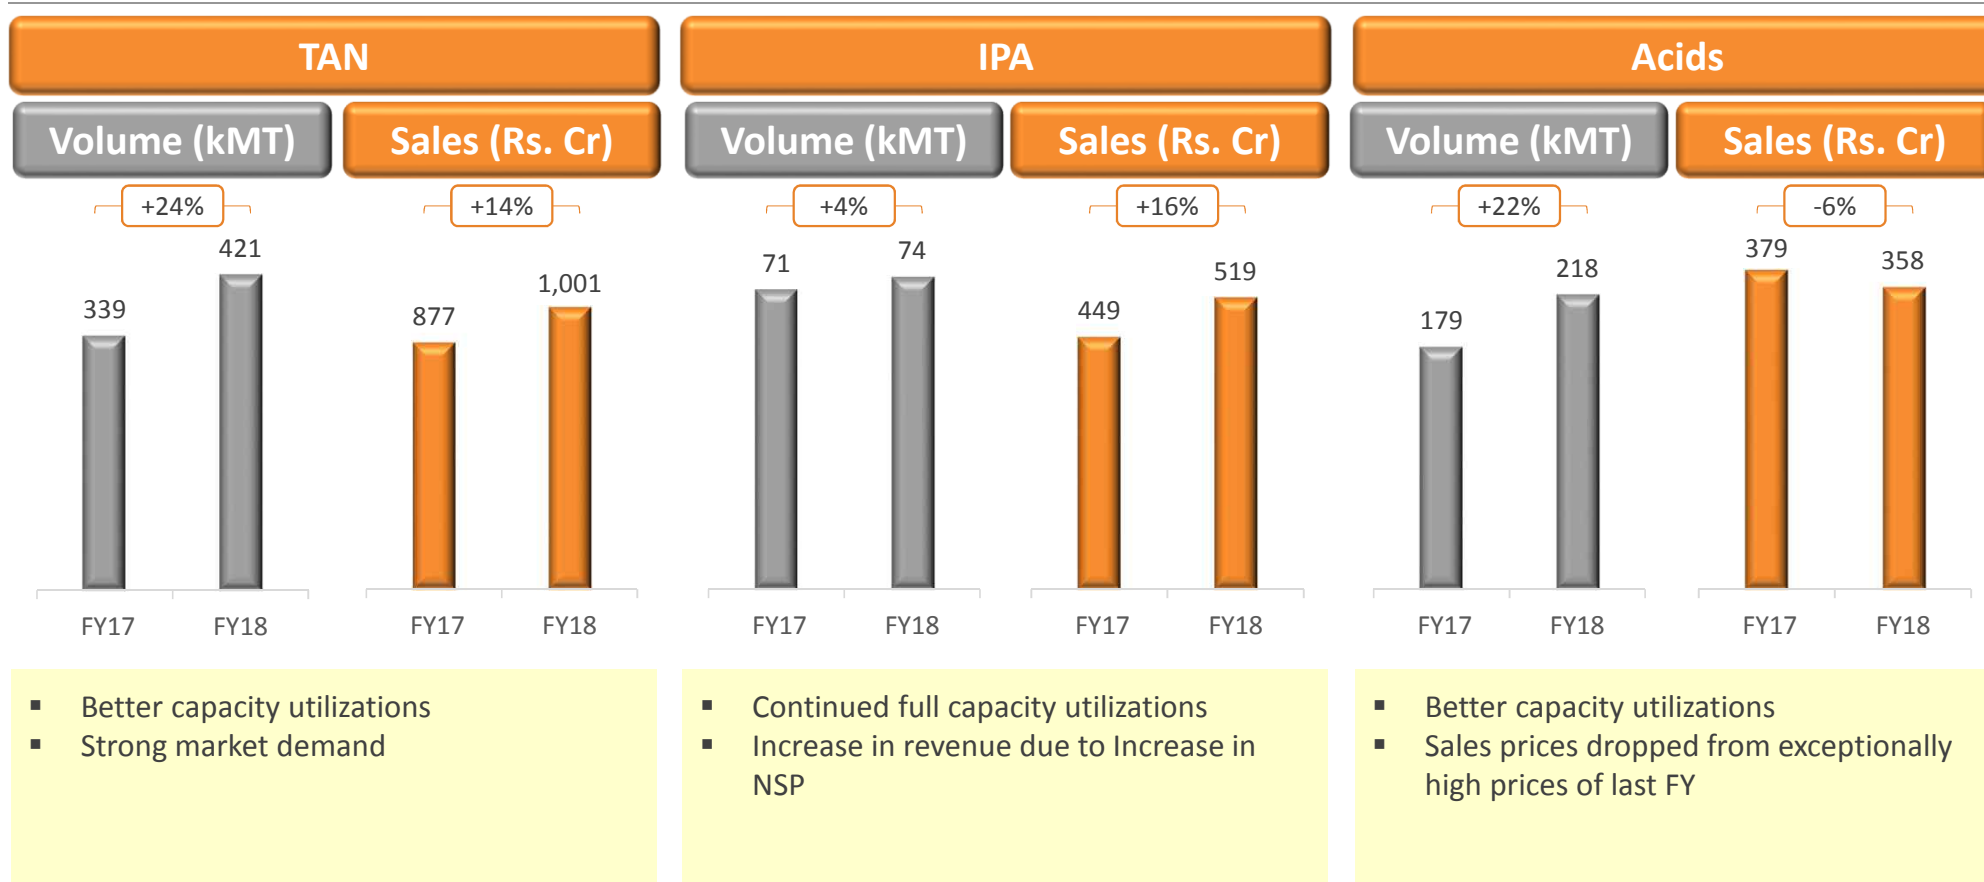 TAN
Volume (kMT)
Sales (Rs. Cr)
+24%
339
421
FY17
FY18
+14%
877
1,001
FY17
FY18
▪ Better capacity utilizations
▪ Strong market demand
IPA
Volume (kMT)
Sales (Rs. Cr)
+4%
71
74
FY17
FY18
+16%
449
519
FY17
FY18
▪ Continued full capacity utilizations
▪ Increase in revenue due to Increase in
NSP
Acids
Volume (kMT)
Sales (Rs. Cr)
+22%
179
218
FY17
FY18
-6%
379
358
FY17
FY18
▪ Better capacity utilizations
▪ Sales prices dropped from exceptionally
high prices of last FY